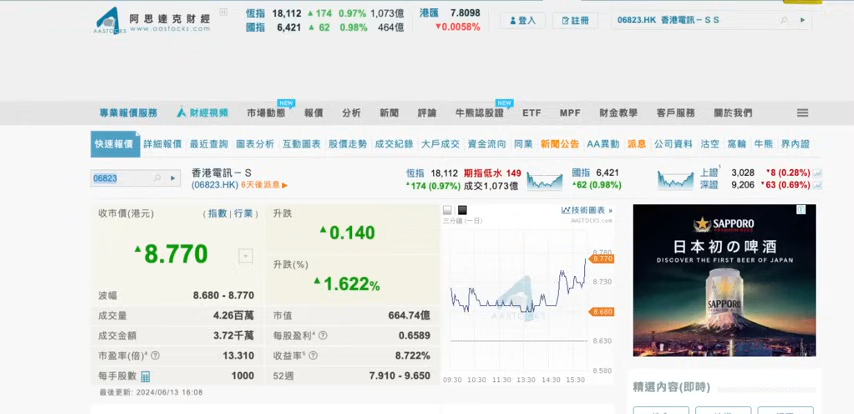 阿思達克財經
www.aastocks.com
AASTOCKS
恆指 18,112 ▲174 0.97% 1,073億
國指 6,421 ▲62 0.98% 464億
港匯 7.8098
▼0.0058%
登入
註冊
06823.HK 香港電訊－ＳＳ
專業報價服務 財經視頻 市場動態 報價 分析 新聞 評論 牛熊認股證 ETF MPF 財金教學 客戶服務 關於我們
NEW
NEW
快速報價 詳細報價 最近查詢 圖表分析 互動圖表 股價走勢 成交紀錄 大戶成交 資金流向 同業 新聞公告 AA異動 派息 公司資料 沽空 窩輪 牛熊 界內證
06823
香港電訊－Ｓ
(06823.HK) 6天後派息
恆指 18,112 期指低水 149
▲174 (0.97%) 成交1,073億
國指 6,421
▲62 (0.98%)
上證 3,028 ▼8 (0.28%)
深證 9,206 ▼63 (0.69%)
收市價(港元) (指數|行業)
▲8.770
波幅 8.680 - 8.770
升跌
▲0.140
升跌(%)
▲1.622%
成交量 4.26百萬
市值 664.74億
成交金額 3.72千萬
每股盈利 0.6589
市盈率(倍) 13.310
收益率 8.722%
每手股數 1000
52週 7.910 - 9.650
最後更新: 2024/06/13 16:08
技術圖表 »
三分鐘 (一日)
AASTOCKS.com
8.780
8.770
8.730
8.680
8.630
8.580
AASTOCKS
09:30 10:30 11:30 13:30 14:30 15:30
SAPPORO
日本初の啤酒
DISCOVER THE FIRST BEER OF JAPAN
SAPPORO
精選內容(即時)